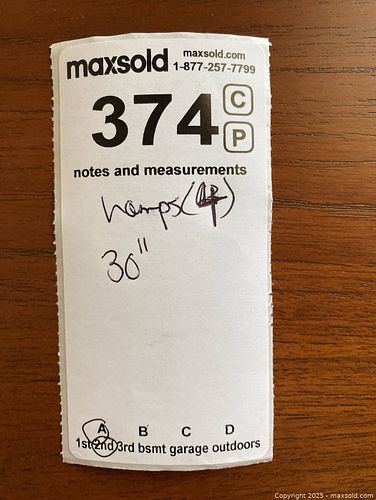 maxsold maxsold.com
1-877-257-7799
374 C
P
notes and measurements
30"
A B C D
1st 2nd 3rd bsmt garage outdoors
Copyright 2025 - maxsold.com